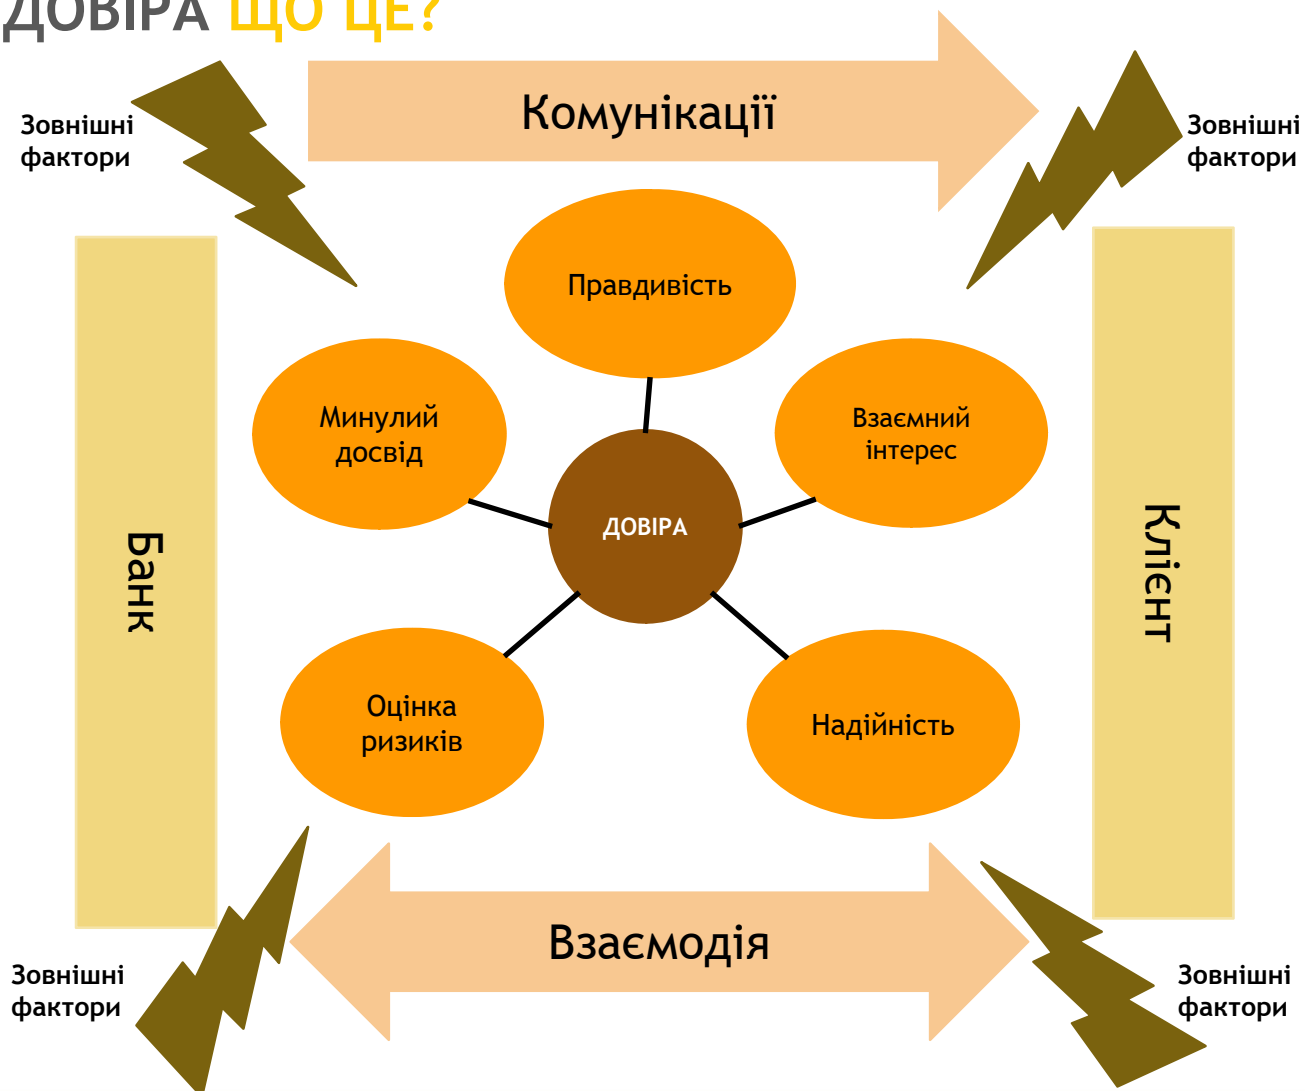 ДОВІРА ЩО ЦЕ?
Комунікації
Зовнішні
фактори
Зовнішні
фактори
Правдивість
Минулий
досвід
Взаємний
інтерес
ДОВІРА
Банк
Клієнт
Оцінка
ризиків
Надійність
Взаємодія
Зовнішні
фактори
Зовнішні
фактори